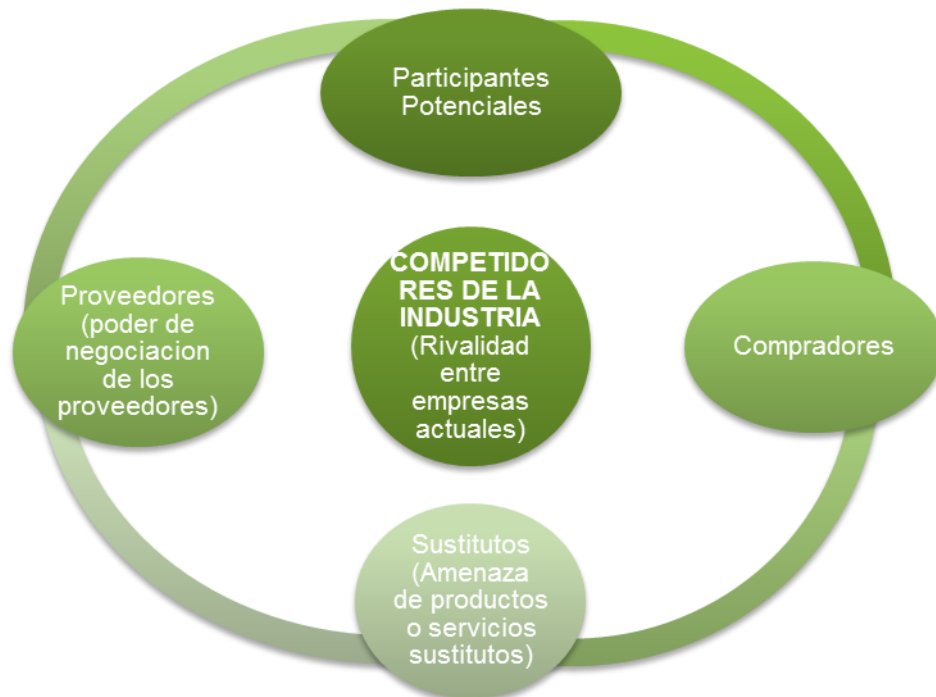 Participantes
Potenciales
Proveedores
(poder de
negociacion
de los
proveedores)
COMPETIDO
RES DE LA
INDUSTRIA
(Rivalidad
entre
empresas
actuales)
Compradores
Sustitutos
(Amenaza
de productos
o servicios
sustitutos)